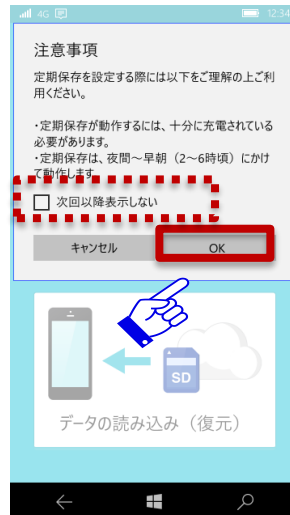 4G 12:34
注意事項
定期保存を設定する際には以下をご理解の上ご利
用ください。
・定期保存が動作するには、十分に充電されている
必要があります。
・定期保存は、夜間～早朝（2～6時頃）にかけ
て動作します。
次回以降表示しない
キャンセル OK
SD
データの読み込み（復元）